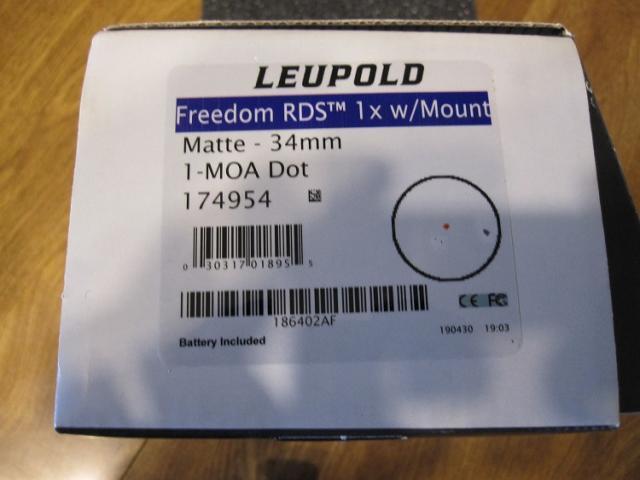 LEUPOLD
Freedom RDS™ 1x w/Mount
Matte - 34mm
1-MOA Dot
174954
0 30317 01895 5
186402AF
CE FC
190430 19:03
Battery Included